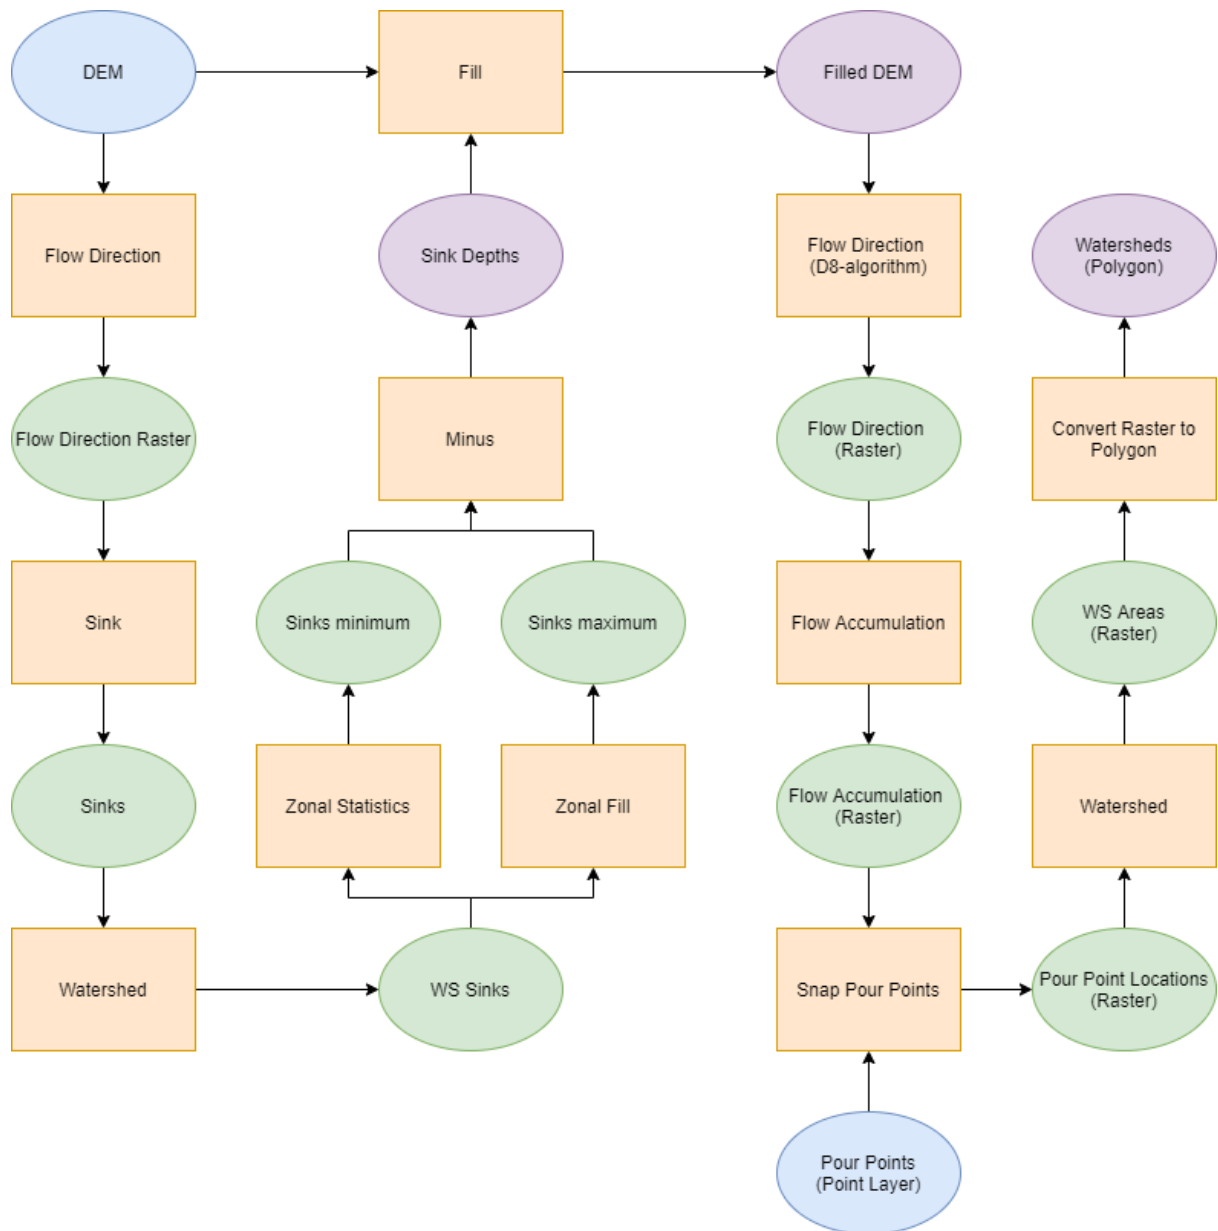 DEM
Fill
Filled DEM
Flow Direction
Sink Depths
Flow Direction
(D8-algorithm)
Watersheds
(Polygon)
Flow Direction Raster
Minus
Flow Direction
(Raster)
Convert Raster to
Polygon
Sink
Sinks minimum
Sinks maximum
Flow Accumulation
WS Areas
(Raster)
Sinks
Zonal Statistics
Zonal Fill
Flow Accumulation
(Raster)
Watershed
Watershed
WS Sinks
Snap Pour Points
Pour Point Locations
(Raster)
Pour Points
(Point Layer)